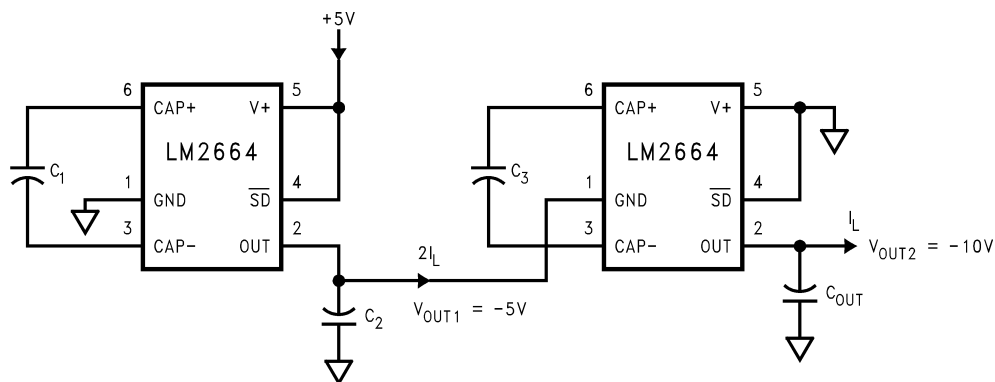 +5V
6 CAP+ V+ 5
LM2664
C1
1 GND SD 4
3 CAP- OUT 2
2IL
VOUT1 = -5V
C2
6 CAP+ V+ 5
LM2664
C3
1 GND SD 4
3 CAP- OUT 2
IL
VOUT2 = -10V
COUT